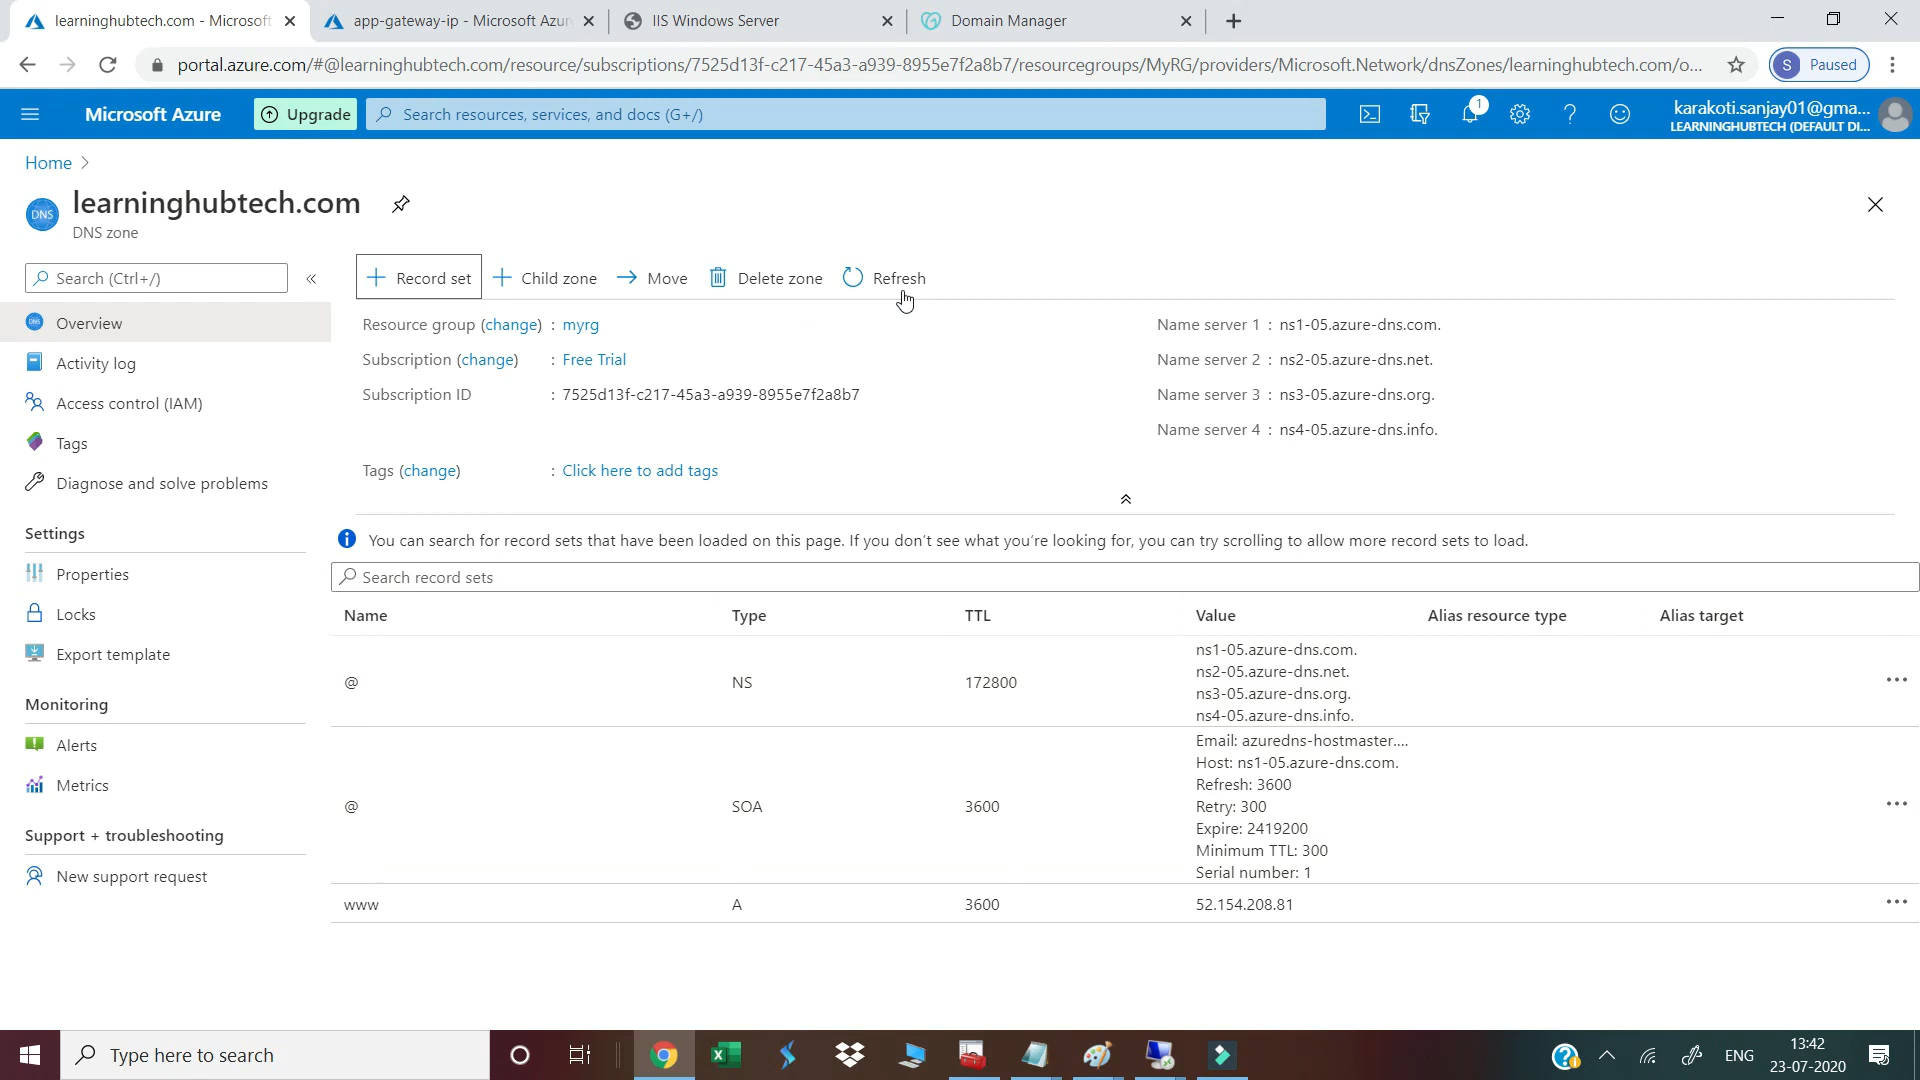 learninghubtech.com - Microsoft
app-gateway-ip - Microsoft Azur
IIS Windows Server
Domain Manager
portal.azure.com/#@learninghubtech.com/resource/subscriptions/7525d13f-c217-45a3-a939-8955e7f2a8b7/resourcegroups/MyRG/providers/Microsoft.Network/dnsZones/learninghubtech.com/o...
S Paused
Microsoft Azure
Upgrade
Search resources, services, and docs (G+/)
1
karakoti.sanjay01@gma...
LEARNINGHUBTECH (DEFAULT DI...
Home
DNS
learninghubtech.com
DNS zone
Search (Ctrl+/)
Overview
Activity log
Access control (IAM)
Tags
Diagnose and solve problems
Settings
Properties
Locks
Export template
Monitoring
Alerts
Metrics
Support + troubleshooting
New support request
Record set
Child zone
Move
Delete zone
Refresh
Resource group (change) : myrg
Subscription (change) : Free Trial
Subscription ID : 7525d13f-c217-45a3-a939-8955e7f2a8b7
Tags (change) : Click here to add tags
Name server 1 : ns1-05.azure-dns.com.
Name server 2 : ns2-05.azure-dns.net.
Name server 3 : ns3-05.azure-dns.org.
Name server 4 : ns4-05.azure-dns.info.
You can search for record sets that have been loaded on this page. If you don't see what you're looking for, you can try scrolling to allow more record sets to load.
Search record sets
Name Type TTL Value Alias resource type Alias target
@ NS 172800
ns1-05.azure-dns.com.
ns2-05.azure-dns.net.
ns3-05.azure-dns.org.
ns4-05.azure-dns.info.
@ SOA 3600
Email: azuredns-hostmaster....
Host: ns1-05.azure-dns.com.
Refresh: 3600
Retry: 300
Expire: 2419200
Minimum TTL: 300
Serial number: 1
www A 3600 52.154.208.81
Type here to search
ENG
13:42
23-07-2020